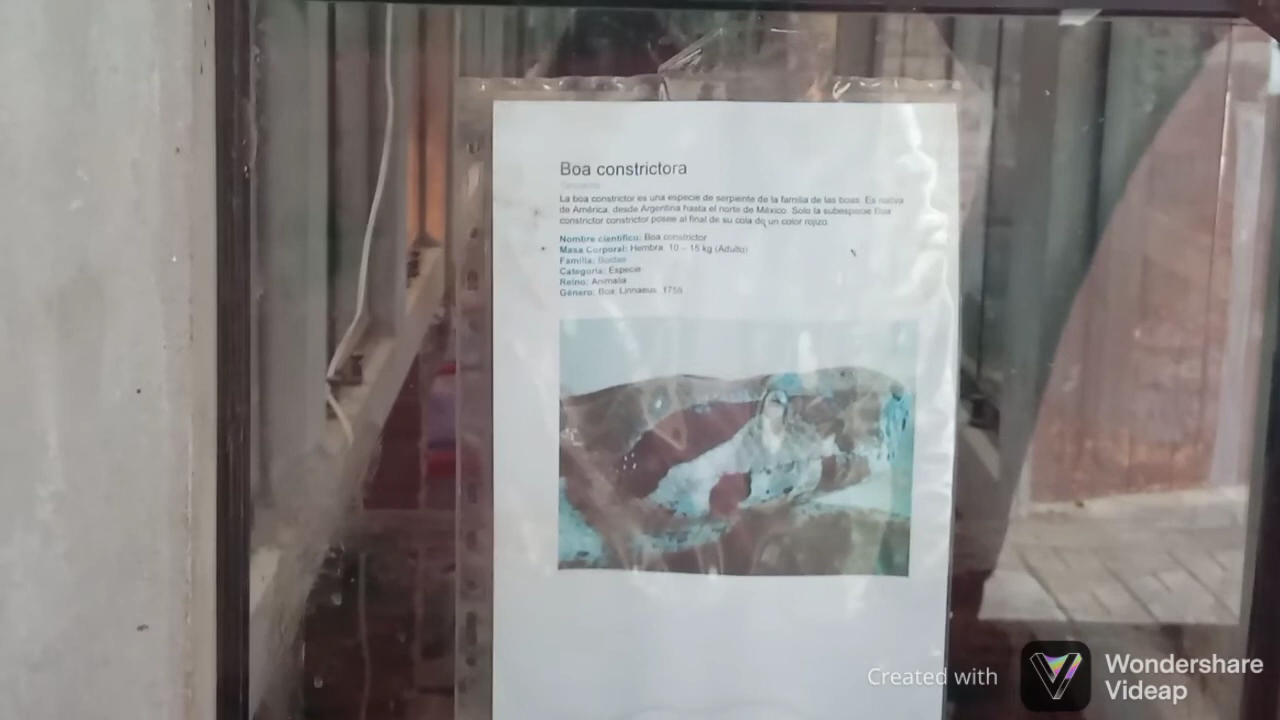 Boa constrictora
La boa constrictor es una especie de serpiente de la familia de las boas. Es nativa
de América, desde Argentina hasta el norte de México. Solo la subespecie Boa
constrictor constrictor posee al final de su cola de un color rojizo.
Nombre científico: Boa constrictor
Masa Corporal: Hembra: 10 – 15 kg (Adulto)
Familia: Boidae
Categoría: Especie
Reino: Animalia
Género: Boa; Linnaeus, 1758
Created with
Wondershare
Videap